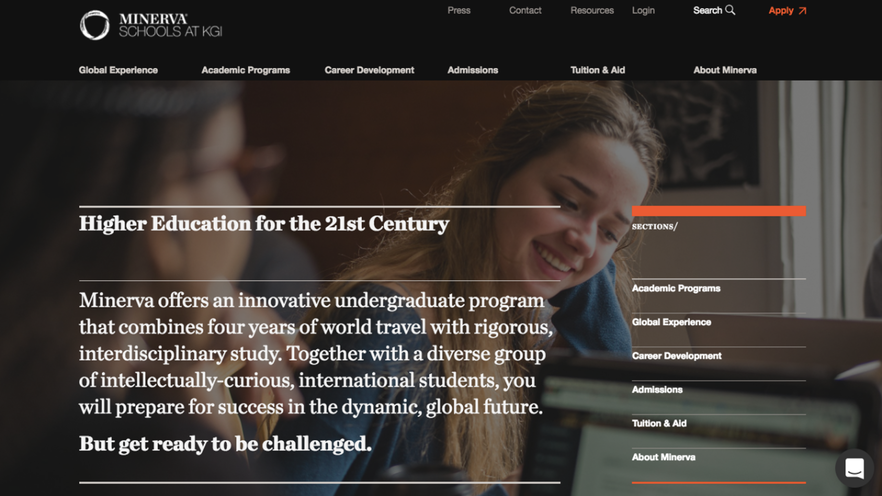 MINERVA
SCHOOLS AT KGI
Press
Contact
Resources
Login
Search
Apply
Global Experience
Academic Programs
Career Development
Admissions
Tuition & Aid
About Minerva
Higher Education for the 21st Century
Minerva offers an innovative undergraduate program
that combines four years of world travel with rigorous,
interdisciplinary study. Together with a diverse group
of intellectually-curious, international students, you
will prepare for success in the dynamic, global future.
But get ready to be challenged.
SECTIONS/
Academic Programs
Global Experience
Career Development
Admissions
Tuition & Aid
About Minerva